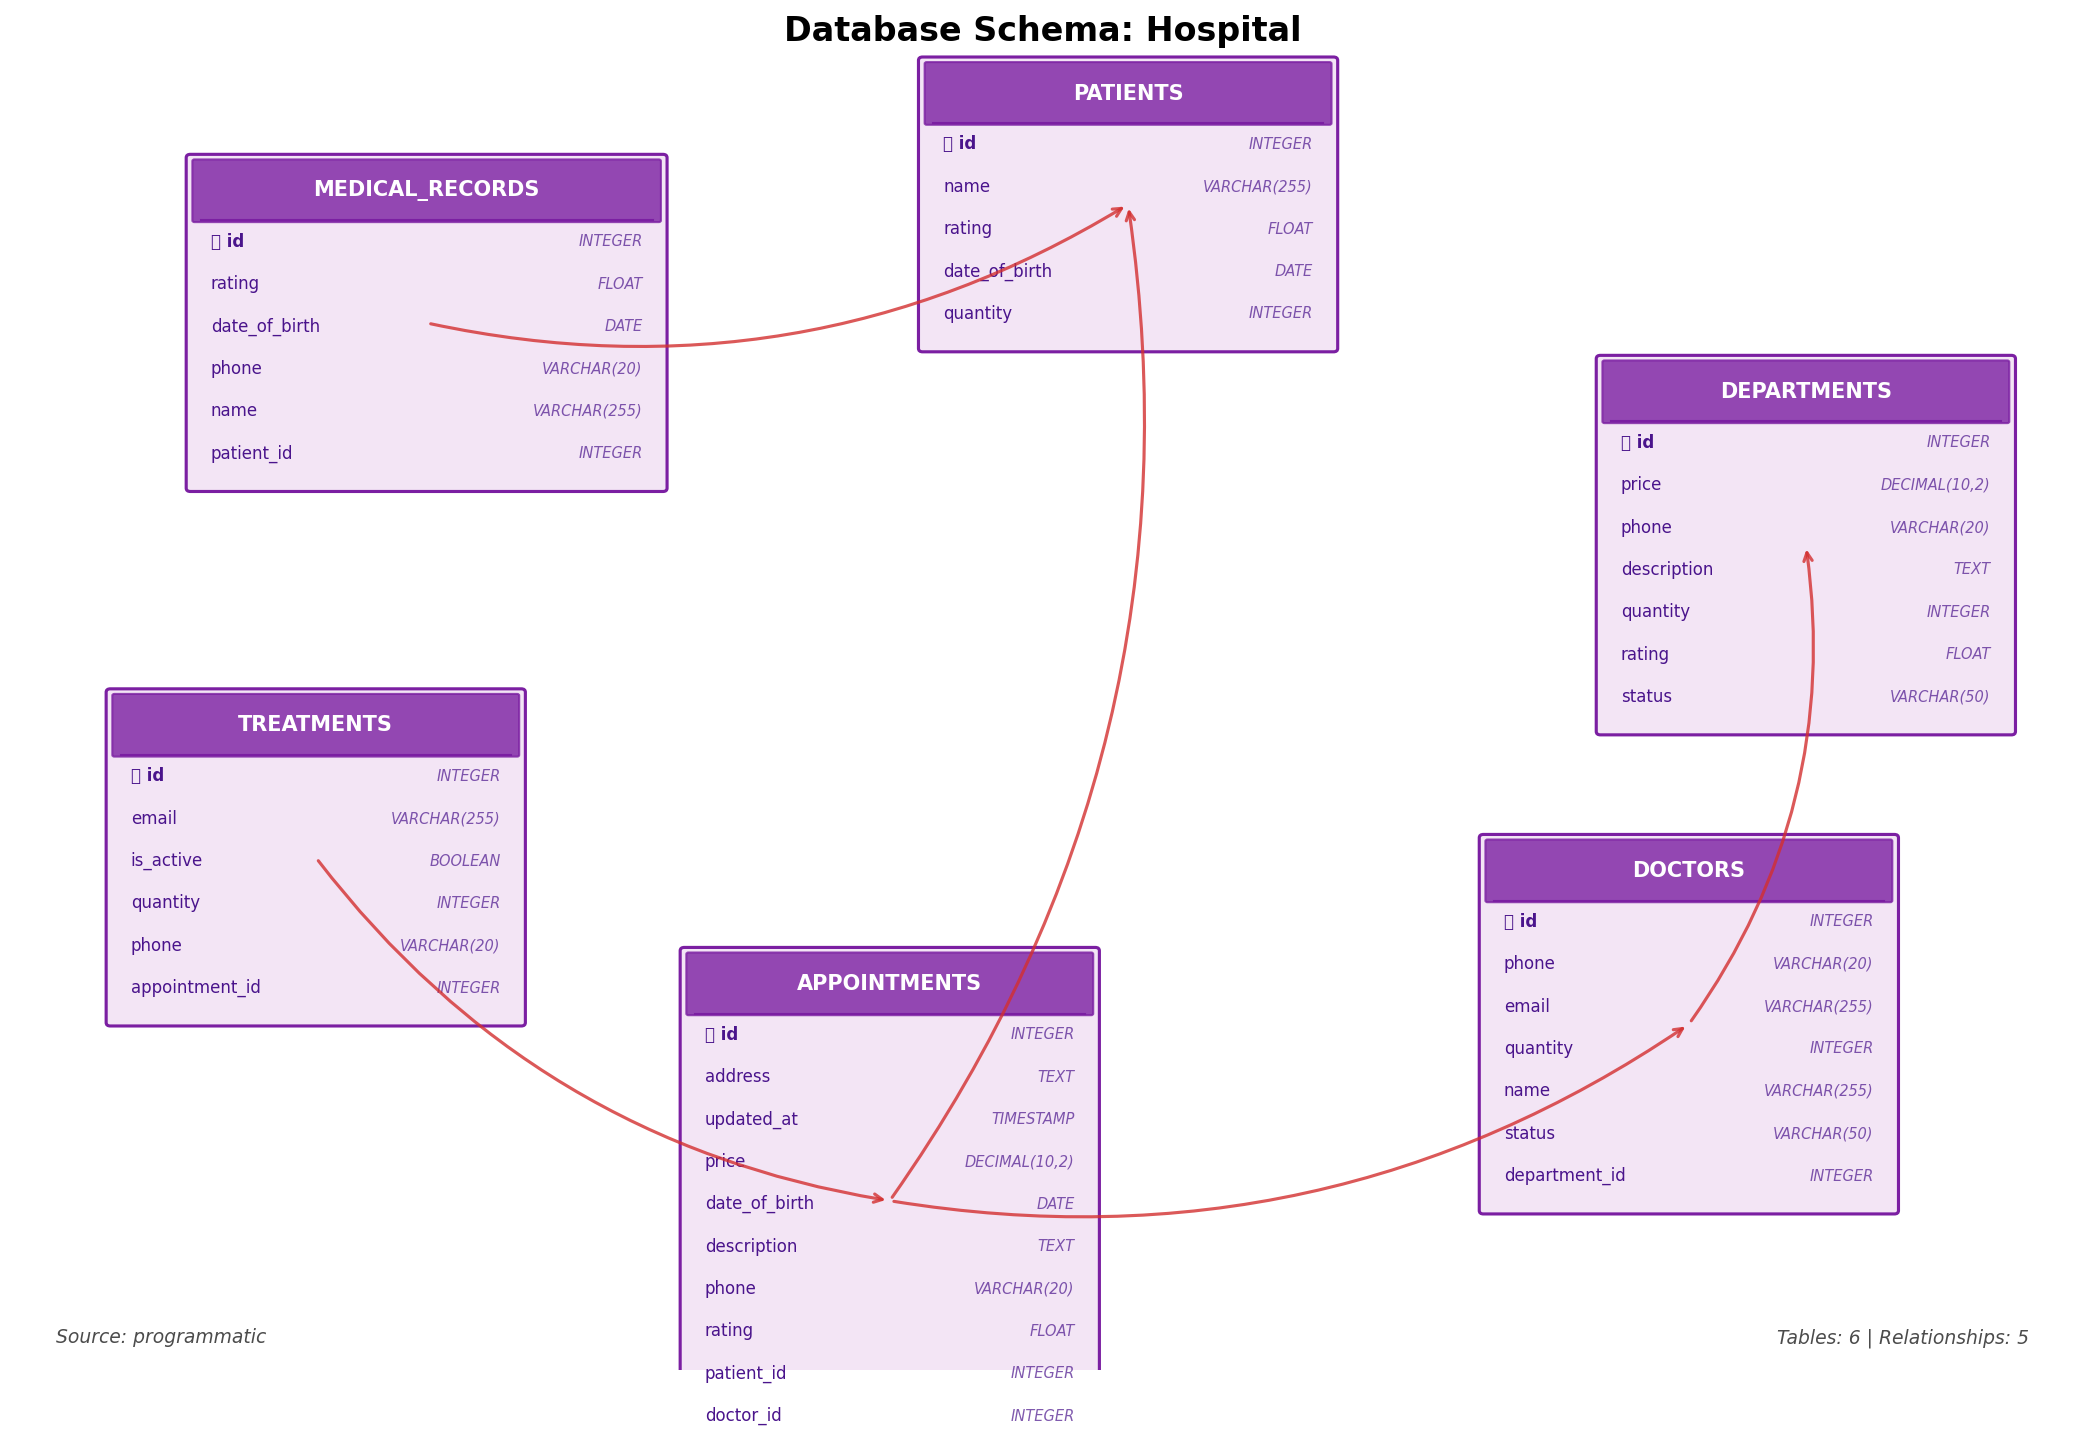 Database Schema: Hospital
PATIENTS
id INTEGER
name VARCHAR(255)
rating FLOAT
date_of_birth DATE
quantity INTEGER
MEDICAL_RECORDS
id INTEGER
rating FLOAT
date_of_birth DATE
phone VARCHAR(20)
name VARCHAR(255)
patient_id INTEGER
DEPARTMENTS
id INTEGER
price DECIMAL(10,2)
phone VARCHAR(20)
description TEXT
quantity INTEGER
rating FLOAT
status VARCHAR(50)
TREATMENTS
id INTEGER
email VARCHAR(255)
is_active BOOLEAN
quantity INTEGER
phone VARCHAR(20)
appointment_id INTEGER
DOCTORS
id INTEGER
phone VARCHAR(20)
email VARCHAR(255)
quantity INTEGER
name VARCHAR(255)
status VARCHAR(50)
department_id INTEGER
APPOINTMENTS
id INTEGER
address TEXT
updated_at TIMESTAMP
price DECIMAL(10,2)
date_of_birth DATE
description TEXT
phone VARCHAR(20)
rating FLOAT
patient_id INTEGER
doctor_id INTEGER
Source: programmatic
Tables: 6 | Relationships: 5